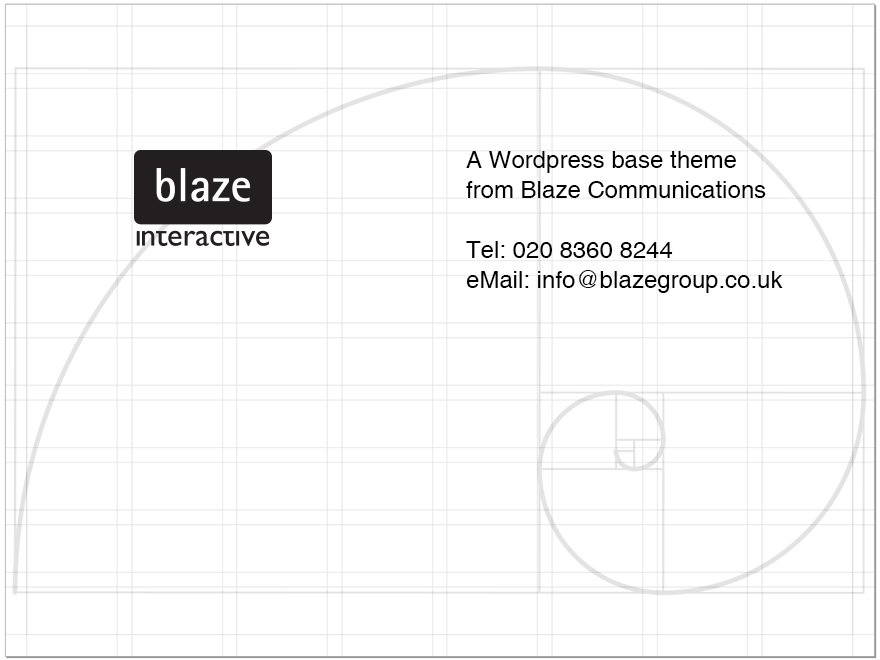 blaze
interactive
A Wordpress base theme
from Blaze Communications
Tel: 020 8360 8244
eMail: info@blazegroup.co.uk